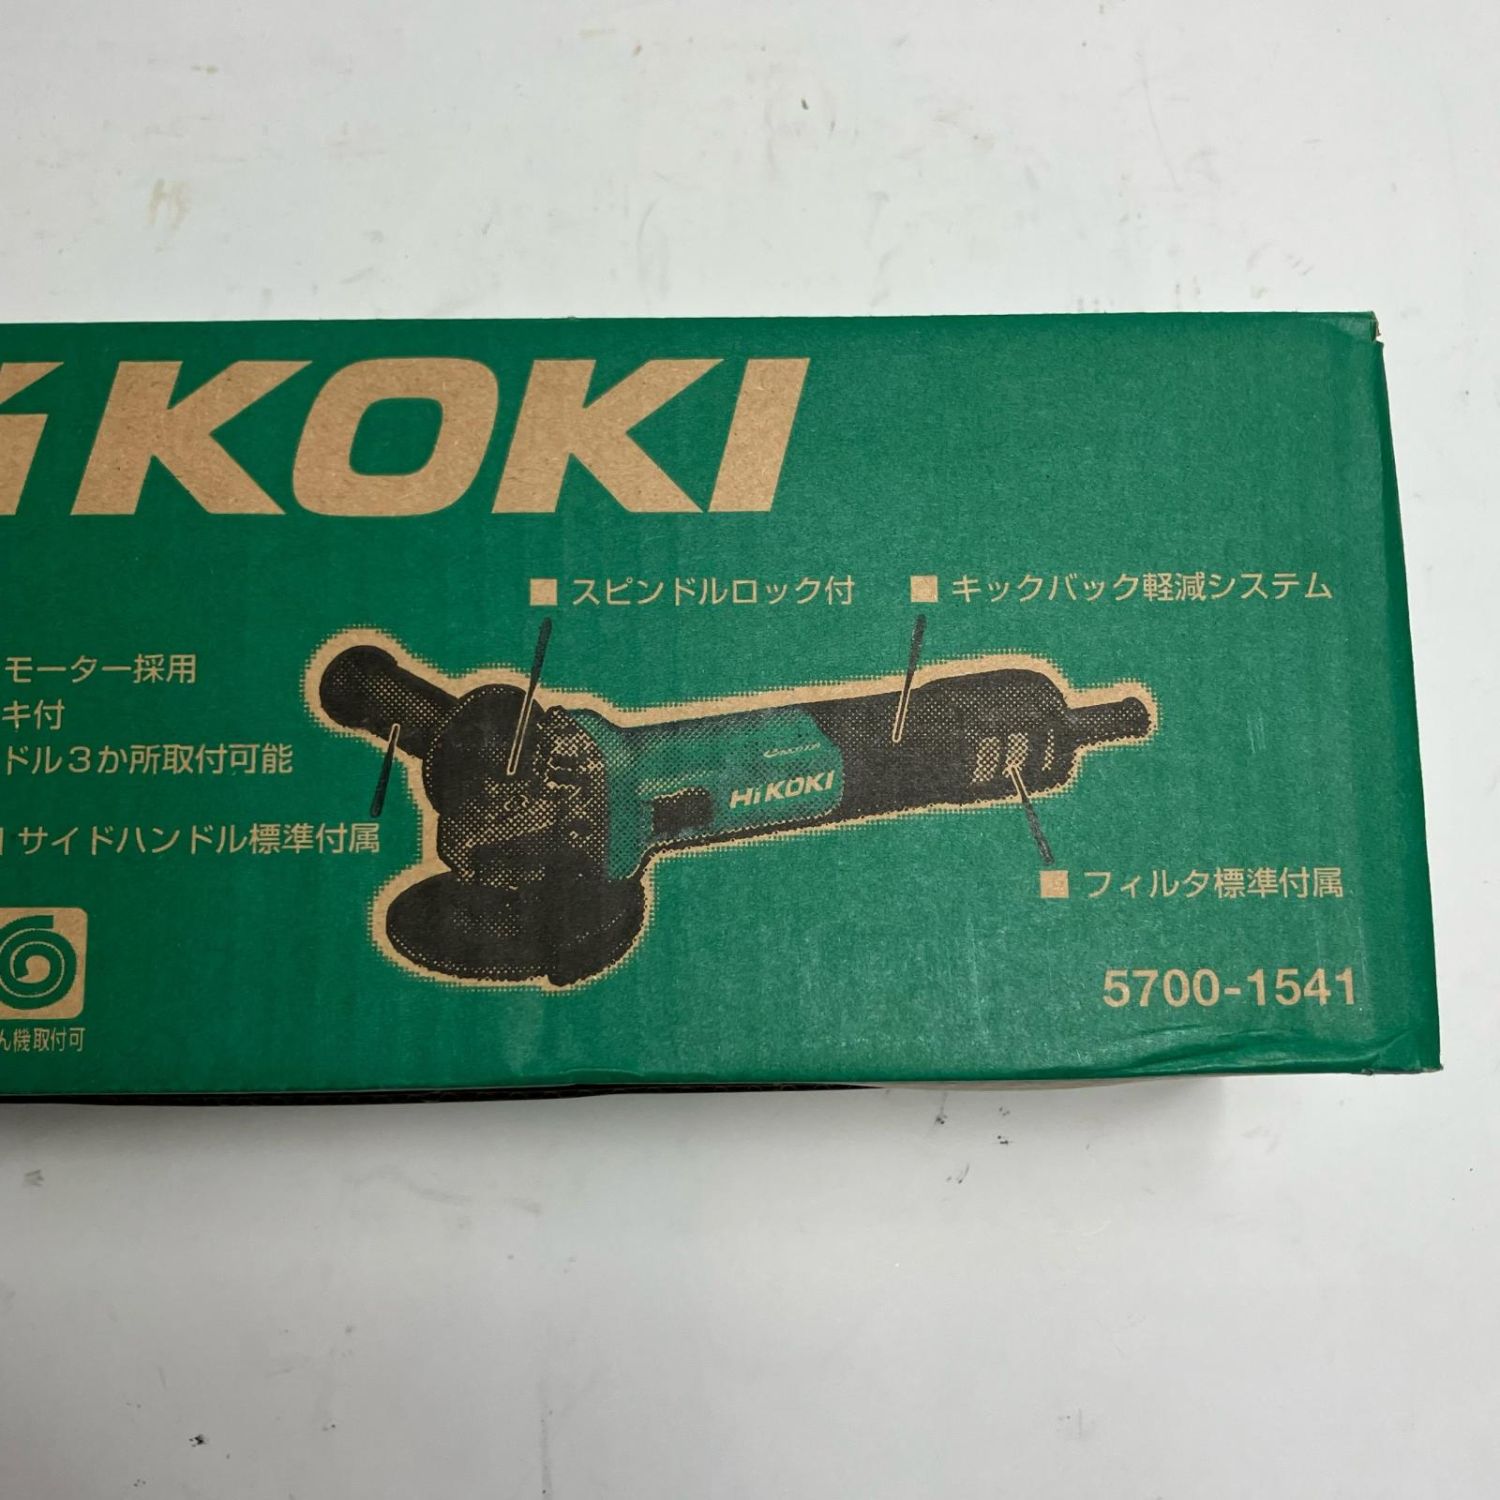 HiKOKI
スピンドルロック付
キックバック軽減システム
モーター採用
キ付
ドル3か所取付可能
サイドハンドル標準付属
HiKOKI
フィルタ標準付属
5700-1541
ん機取付可